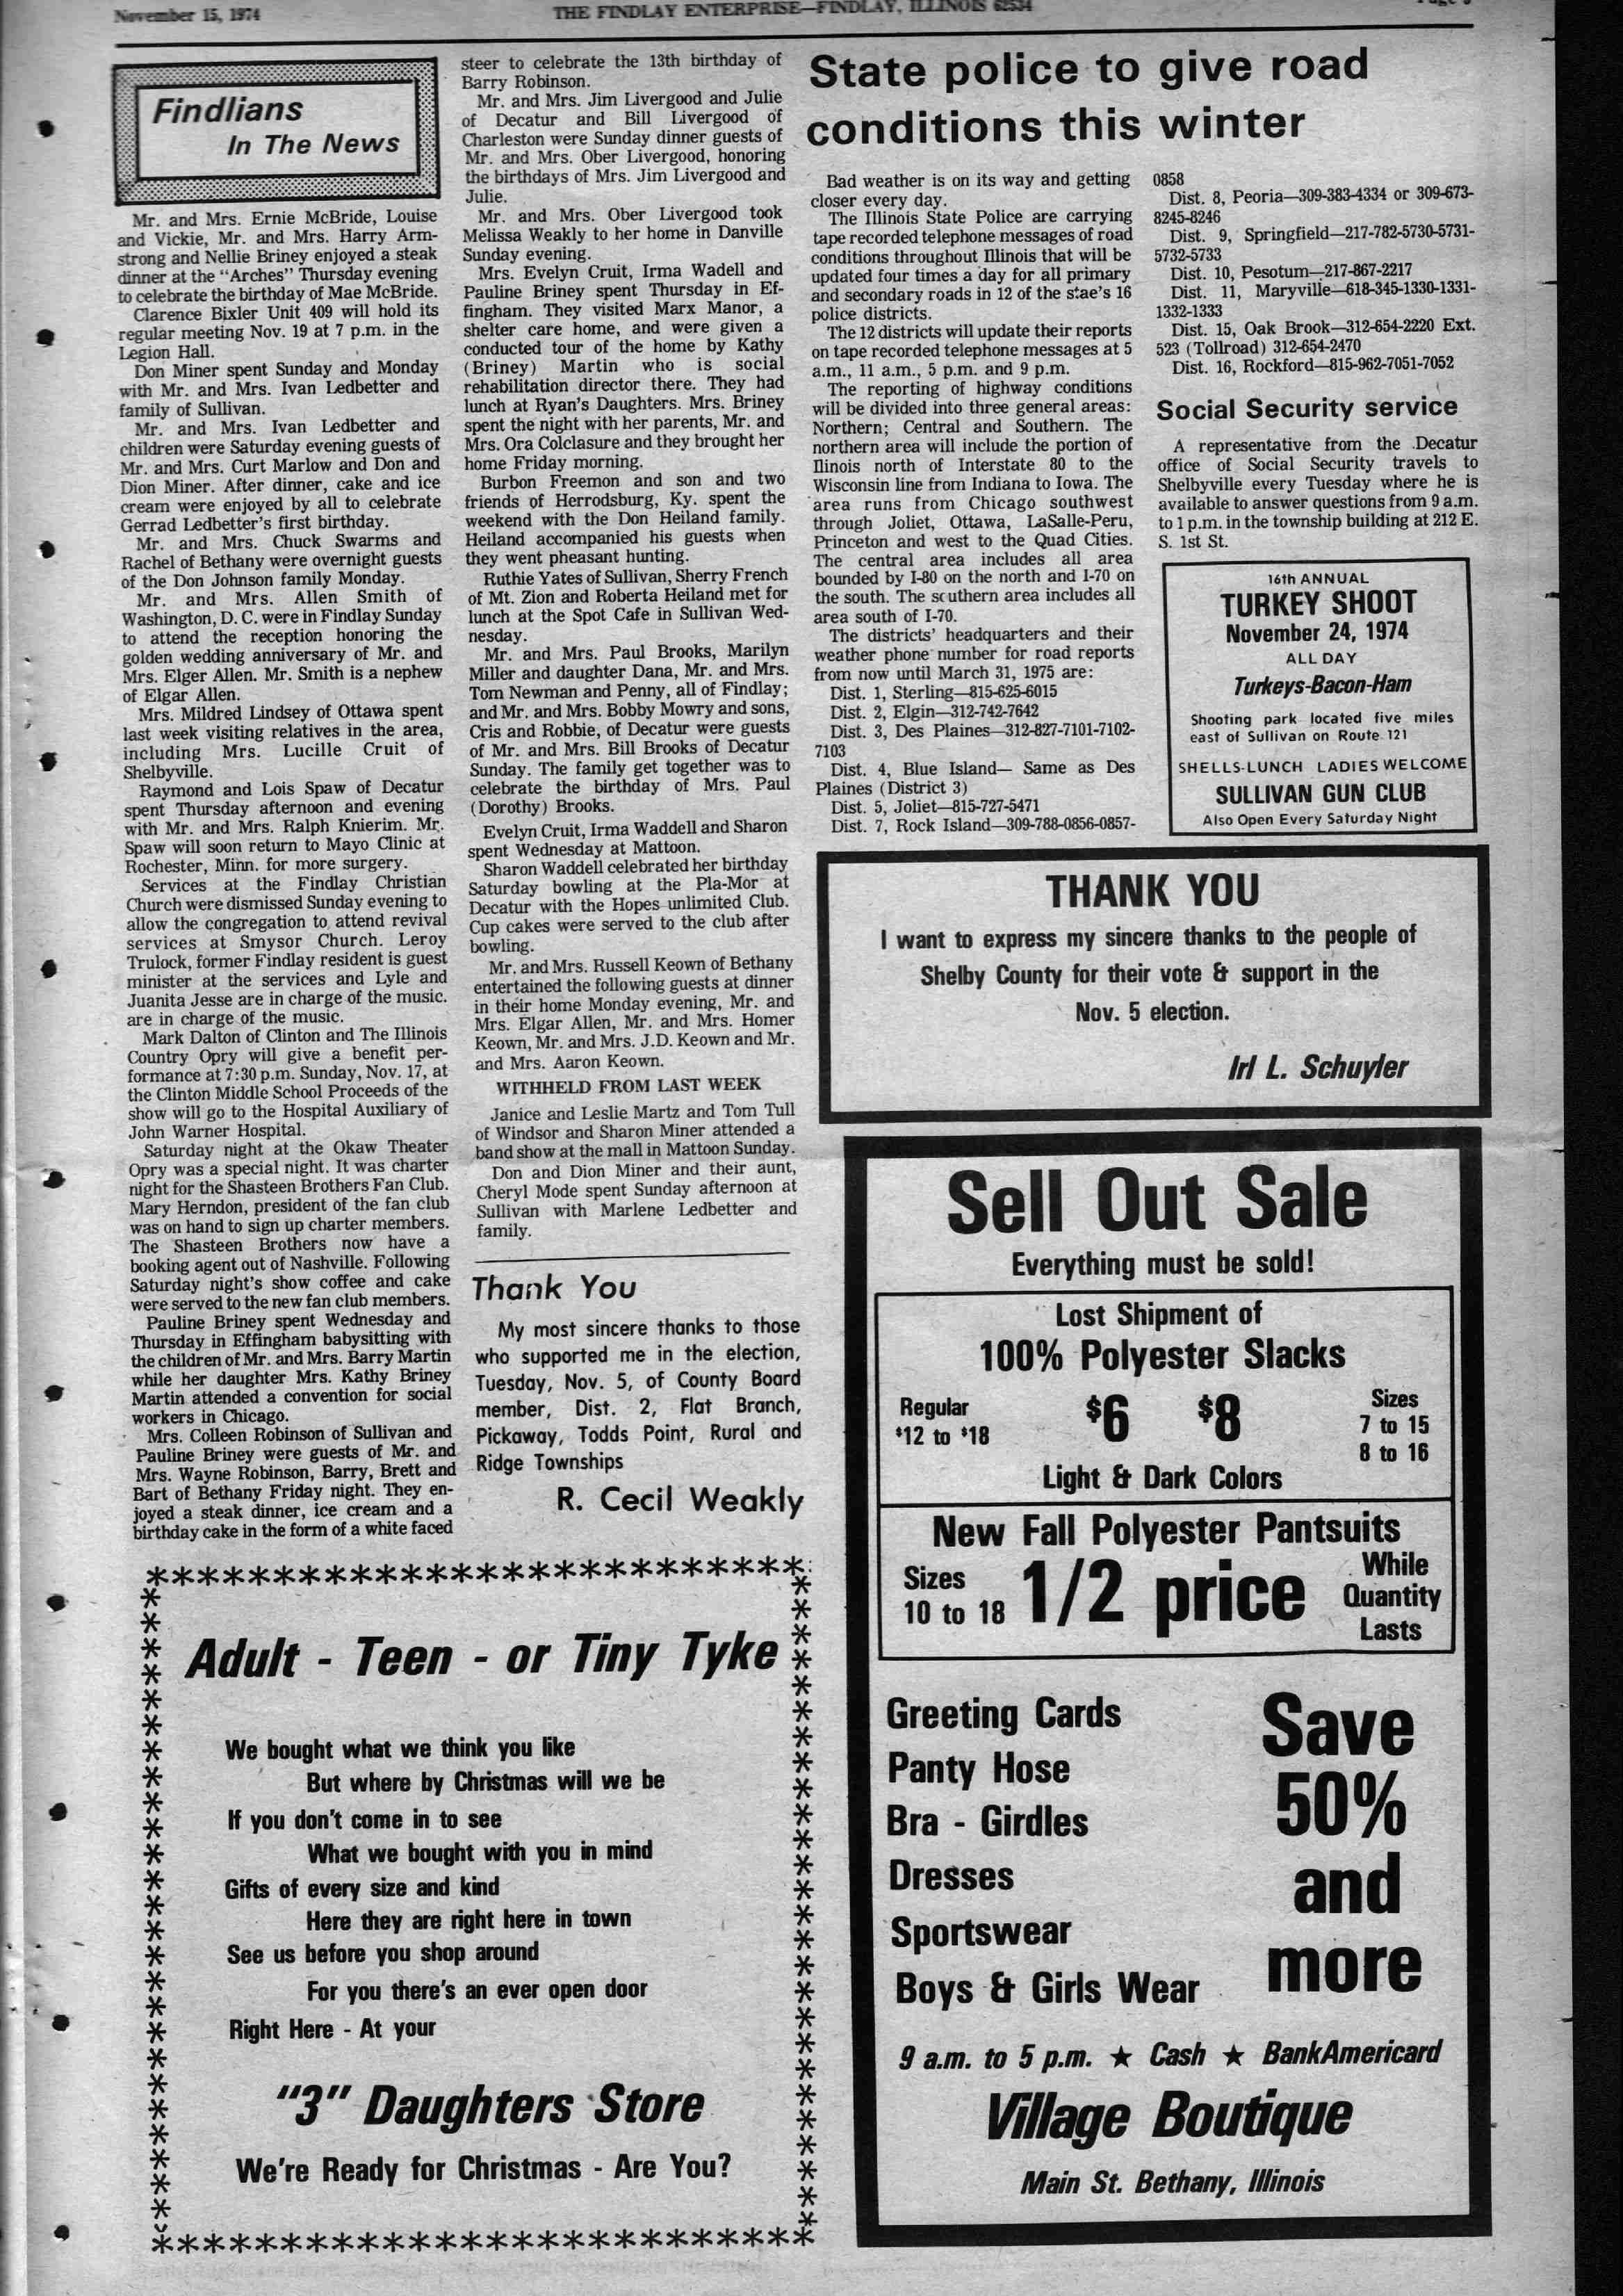 November 15, 1974
THE FINDLAY ENTERPRISE—FINDLAY, ILLINOIS 62534
Findlians
In The News
Mr. and Mrs. Ernie McBride, Louise
and Vickie, Mr. and Mrs. Harry Arm-
strong and Nellie Briney enjoyed a steak
dinner at the "Arches" Thursday evening
to celebrate the birthday of Mae McBride.
Clarence Bixler Unit 409 will hold its
regular meeting Nov. 19 at 7 p.m. in the
Legion Hall.
Don Miner spent Sunday and Monday
with Mr. and Mrs. Ivan Ledbetter and
family of Sullivan.
Mr. and Mrs. Ivan Ledbetter and
children were Saturday evening guests of
Mr. and Mrs. Curt Marlow and Don and
Dion Miner. After dinner, cake and ice
cream were enjoyed by all to celebrate
Gerrad Ledbetter's first birthday.
Mr. and Mrs. Chuck Swarms and
Rachel of Bethany were overnight guests
of the Don Johnson family Monday.
Mr. and Mrs. Allen Smith of
Washington, D. C. were in Findlay Sunday
to attend the reception honoring the
golden wedding anniversary of Mr. and
Mrs. Elger Allen. Mr. Smith is a nephew
of Elgar Allen.
Mrs. Mildred Lindsey of Ottawa spent
last week visiting relatives in the area,
including Mrs. Lucille Cruit of
Shelbyville.
Raymond and Lois Spaw of Decatur
spent Thursday afternoon and evening
with Mr. and Mrs. Ralph Knierim. Mr.
Spaw will soon return to Mayo Clinic at
Rochester, Minn. for more surgery.
Services at the Findlay Christian
Church were dismissed Sunday evening to
allow the congregation to attend revival
services at Smysor Church. Leroy
Trulock, former Findlay resident is guest
minister at the services and Lyle and
Juanita Jesse are in charge of the music.
are in charge of the music.
Mark Dalton of Clinton and The Illinois
Country Opry will give a benefit per-
formance at 7:30 p.m. Sunday, Nov. 17, at
the Clinton Middle School Proceeds of the
show will go to the Hospital Auxiliary of
John Warner Hospital.
Saturday night at the Okaw Theater
Opry was a special night. It was charter
night for the Shasteen Brothers Fan Club.
Mary Herndon, president of the fan club
was on hand to sign up charter members.
The Shasteen Brothers now have a
booking agent out of Nashville. Following
Saturday night's show coffee and cake
were served to the new fan club members.
Pauline Briney spent Wednesday and
Thursday in Effingham babysitting with
the children of Mr. and Mrs. Barry Martin
while her daughter Mrs. Kathy Briney
Martin attended a convention for social
workers in Chicago.
Mrs. Colleen Robinson of Sullivan and
Pauline Briney were guests of Mr. and
Mrs. Wayne Robinson, Barry, Brett and
Bart of Bethany Friday night. They en-
joyed a steak dinner, ice cream and a
birthday cake in the form of a white faced
steer to celebrate the 13th birthday of
Barry Robinson.
Mr. and Mrs. Jim Livergood and Julie
of Decatur and Bill Livergood of
Charleston were Sunday dinner guests of
Mr. and Mrs. Ober Livergood, honoring
the birthdays of Mrs. Jim Livergood and
Julie.
Mr. and Mrs. Ober Livergood took
Melissa Weakly to her home in Danville
Sunday evening.
Mrs. Evelyn Cruit, Irma Wadell and
Pauline Briney spent Thursday in Ef-
fingham. They visited Marx Manor, a
shelter care home, and were given a
conducted tour of the home by Kathy
(Briney) Martin who is social
rehabilitation director there. They had
lunch at Ryan's Daughters. Mrs. Briney
spent the night with her parents, Mr. and
Mrs. Ora Colclasure and they brought her
home Friday morning.
Burbon Freemon and son and two
friends of Herrodsburg, Ky. spent the
weekend with the Don Heiland family.
Heiland accompanied his guests when
they went pheasant hunting.
Ruthie Yates of Sullivan, Sherry French
of Mt. Zion and Roberta Heiland met for
lunch at the Spot Cafe in Sullivan Wed-
nesday.
Mr. and Mrs. Paul Brooks, Marilyn
Miller and daughter Dana, Mr. and Mrs.
Tom Newman and Penny, all of Findlay;
and Mr. and Mrs. Bobby Mowry and sons,
Cris and Robbie, of Decatur were guests
of Mr. and Mrs. Bill Brooks of Decatur
Sunday. The family get together was to
celebrate the birthday of Mrs. Paul
(Dorothy) Brooks.
Evelyn Cruit, Irma Waddell and Sharon
spent Wednesday at Mattoon.
Sharon Waddell celebrated her birthday
Saturday bowling at the Pla-Mor at
Decatur with the Hopes unlimited Club.
Cup cakes were served to the club after
bowling.
Mr. and Mrs. Russell Keown of Bethany
entertained the following guests at dinner
in their home Monday evening, Mr. and
Mrs. Elgar Allen, Mr. and Mrs. Homer
Keown, Mr. and Mrs. J.D. Keown and Mr.
and Mrs. Aaron Keown.
WITHHELD FROM LAST WEEK
Janice and Leslie Martz and Tom Tull
of Windsor and Sharon Miner attended a
band show at the mall in Mattoon Sunday.
Don and Dion Miner and their aunt,
Cheryl Mode spent Sunday afternoon at
Sullivan with Marlene Ledbetter and
family.
Thank You
My most sincere thanks to those
who supported me in the election,
Tuesday, Nov. 5, of County Board
member, Dist. 2, Flat Branch,
Pickaway, Todds Point, Rural and
Ridge Townships
R. Cecil Weakly
State police to give road
conditions this winter
Bad weather is on its way and getting
closer every day.
The Illinois State Police are carrying
tape recorded telephone messages of road
conditions throughout Illinois that will be
updated four times a day for all primary
and secondary roads in 12 of the stae's 16
police districts.
The 12 districts will update their reports
on tape recorded telephone messages at 5
a.m., 11 a.m., 5 p.m. and 9 p.m.
The reporting of highway conditions
will be divided into three general areas:
Northern; Central and Southern. The
northern area will include the portion of
Ilinois north of Interstate 80 to the
Wisconsin line from Indiana to Iowa. The
area runs from Chicago southwest
through Joliet, Ottawa, LaSalle-Peru,
Princeton and west to the Quad Cities.
The central area includes all area
bounded by I-80 on the north and I-70 on
the south. The southern area includes all
area south of I-70.
The districts' headquarters and their
weather phone number for road reports
from now until March 31, 1975 are:
Dist. 1, Sterling—815-625-6015
Dist. 2, Elgin—312-742-7642
Dist. 3, Des Plaines—312-827-7101-7102-
7103
Dist. 4, Blue Island— Same as Des
Plaines (District 3)
Dist. 5, Joliet—815-727-5471
Dist. 7, Rock Island—309-788-0856-0857-
0858
Dist. 8, Peoria—309-383-4334 or 309-673-
8245-8246
Dist. 9, Springfield—217-782-5730-5731-
5732-5733
Dist. 10, Pesotum—217-867-2217
Dist. 11, Maryville—618-345-1330-1331-
1332-1333
Dist. 15, Oak Brook—312-654-2220 Ext.
523 (Tollroad) 312-654-2470
Dist. 16, Rockford—815-962-7051-7052
Social Security service
A representative from the Decatur
office of Social Security travels to
Shelbyville every Tuesday where he is
available to answer questions from 9 a.m.
to 1 p.m. in the township building at 212 E.
S. 1st St.
16th ANNUAL
TURKEY SHOOT
November 24, 1974
ALL DAY
Turkeys-Bacon-Ham
Shooting park located five miles
east of Sullivan on Route 121
SHELLS-LUNCH LADIES WELCOME
SULLIVAN GUN CLUB
Also Open Every Saturday Night
THANK YOU
I want to express my sincere thanks to the people of
Shelby County for their vote & support in the
Nov. 5 election.
Irl L. Schuyler
Adult - Teen - or Tiny Tyke
We bought what we think you like
But where by Christmas will we be
If you don't come in to see
What we bought with you in mind
Gifts of every size and kind
Here they are right here in town
See us before you shop around
For you there's an ever open door
Right Here - At your
"3" Daughters Store
We're Ready for Christmas - Are You?
Sell Out Sale
Everything must be sold!
Lost Shipment of
100% Polyester Slacks
Regular
$12 to $18
$6 $8
Sizes
7 to 15
8 to 16
Light & Dark Colors
New Fall Polyester Pantsuits
Sizes
10 to 18
1/2 price
While
Quantity
Lasts
Greeting Cards
Panty Hose
Bra - Girdles
Dresses
Sportswear
Boys & Girls Wear
Save
50%
and
more
9 a.m. to 5 p.m. ★ Cash ★ BankAmericard
Village Boutique
Main St. Bethany, Illinois